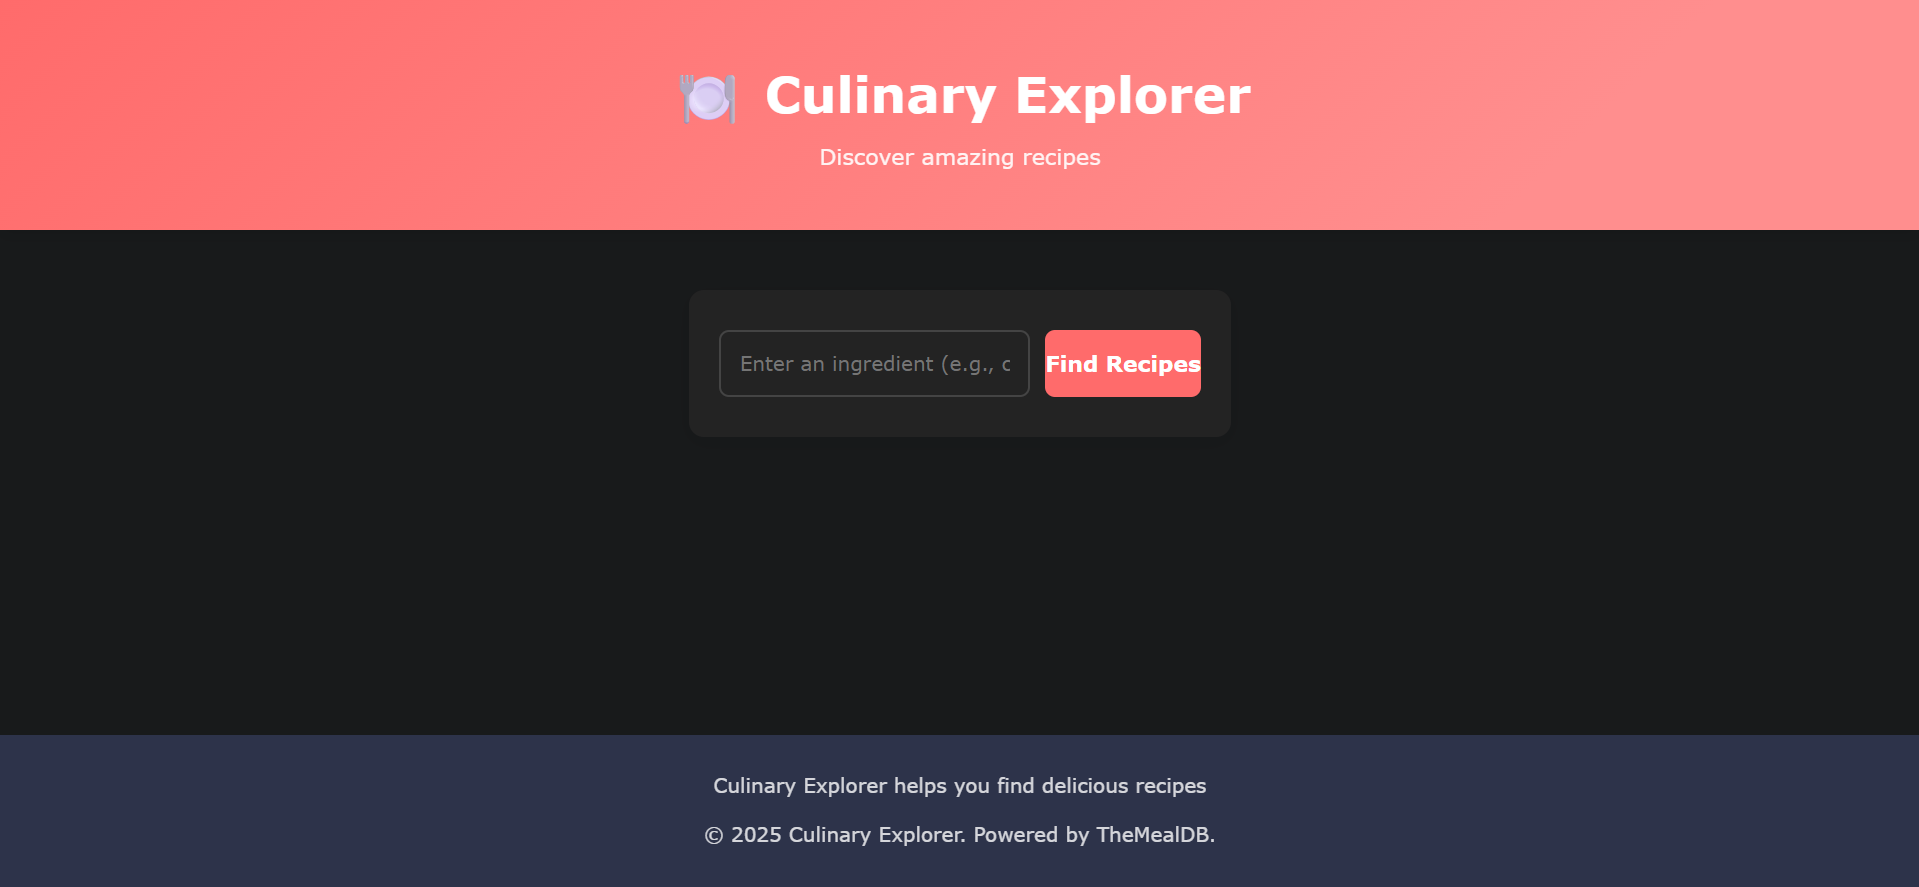 Culinary Explorer
Discover amazing recipes
Enter an ingredient (e.g., c
Find Recipes
Culinary Explorer helps you find delicious recipes
© 2025 Culinary Explorer. Powered by TheMealDB.